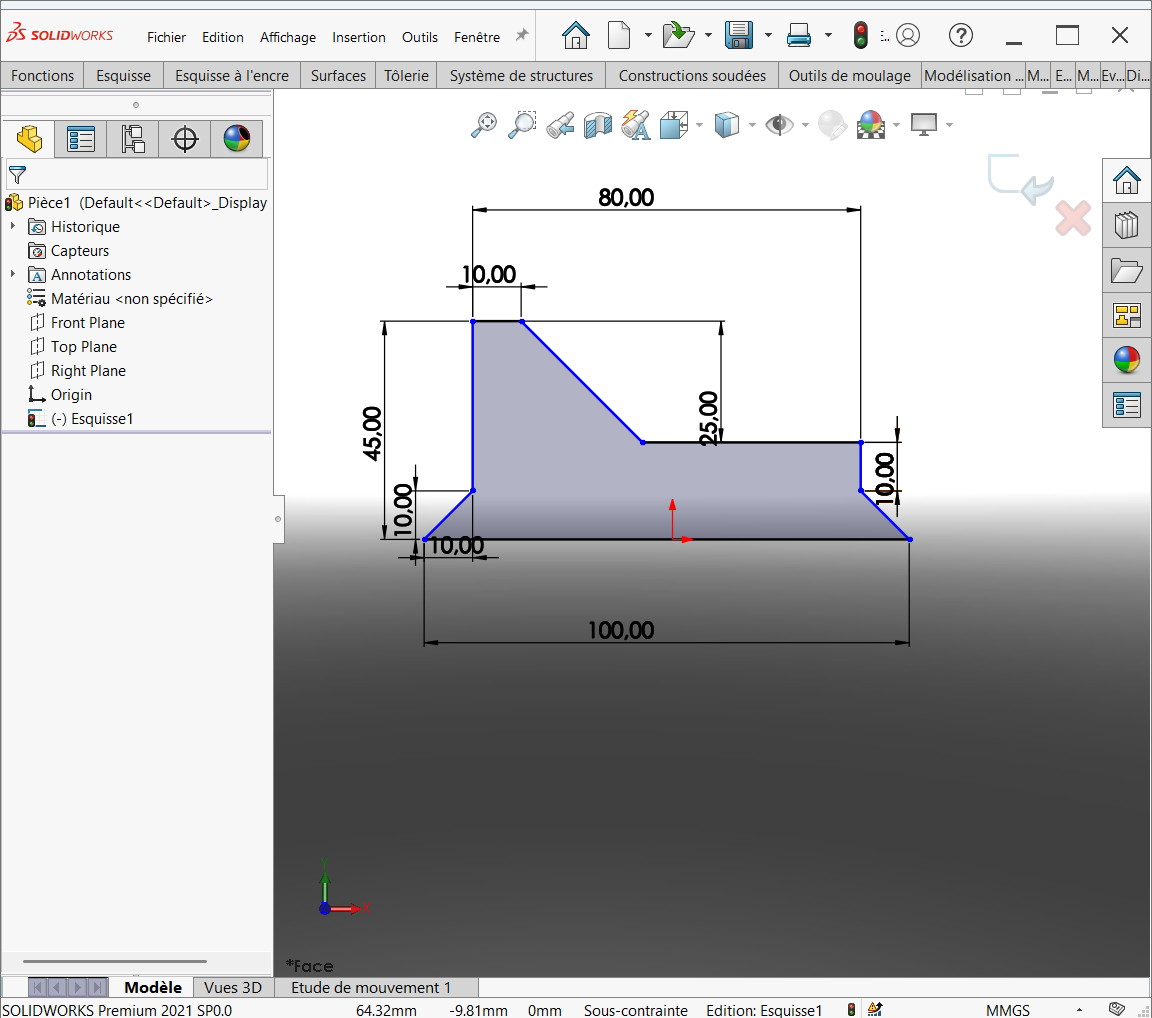 SOLIDWORKS Fichier Edition Affichage Insertion Outils Fenêtre
Fonctions Esquisse Esquisse à l'encre Surfaces Tôlerie Système de structures Constructions soudées Outils de moulage Modélisation ... M... E... M... Ev... Di...
Pièce1 (Default<<Default>_Display
Historique
Capteurs
Annotations
Matériau <non spécifié>
Front Plane
Top Plane
Right Plane
Origin
(-) Esquisse1
80,00
10,00
45,00
25,00
10,00
10,00
10,00
100,00
*Face
Modèle Vues 3D Etude de mouvement 1
SOLIDWORKS Premium 2021 SP0.0 64.32mm -9.81mm 0mm Sous-contrainte Edition: Esquisse1 MMGS